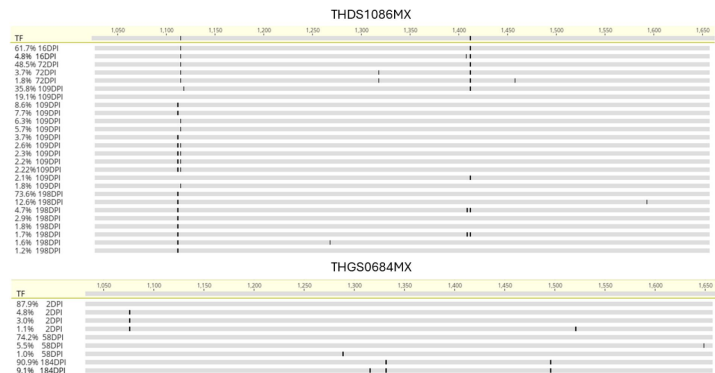 THDS1086MX
1,050 1,100 1,150 1,200 1,250 1,300 1,350 1,400 1,450 1,500 1,550 1,600 1,650
TF
61.7% 16DPI
4.8% 16DPI
48.5% 72DPI
3.7% 72DPI
1.8% 72DPI
35.8% 109DPI
19.1% 109DPI
8.6% 109DPI
7.7% 109DPI
6.3% 109DPI
5.7% 109DPI
3.7% 109DPI
2.6% 109DPI
2.3% 109DPI
2.2% 109DPI
2.22%109DPI
2.1% 109DPI
1.8% 109DPI
73.6% 198DPI
12.6% 198DPI
4.7% 198DPI
2.9% 198DPI
1.8% 198DPI
1.7% 198DPI
1.6% 198DPI
1.2% 198DPI
THGS0684MX
1,050 1,100 1,150 1,200 1,250 1,300 1,350 1,400 1,450 1,500 1,550 1,600 1,650
TF
87.9% 2DPI
4.8% 2DPI
3.0% 2DPI
1.1% 2DPI
74.2% 58DPI
5.5% 58DPI
1.0% 58DPI
90.9% 184DPI
9.1% 184DPI